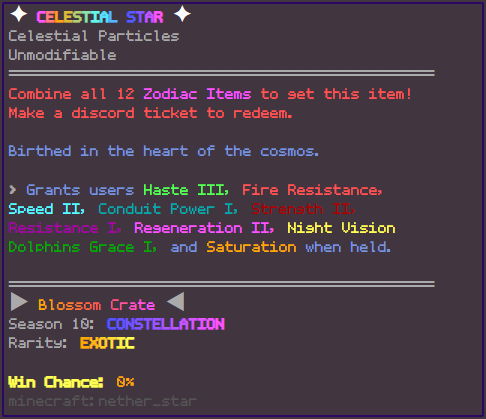 ✦ CELESTIAL STAR ✦
Celestial Particles
Unmodifiable
Combine all 12 Zodiac Items to get this item!
Make a discord ticket to redeem.
Birthed in the heart of the cosmos.
> Grants users Haste III, Fire Resistance,
Speed II, Conduit Power I, Strength II,
Resistance I, Regeneration II, Night Vision
Dolphins Grace I, and Saturation when held.
▶ Blossom Crate ◀
Season 10: CONSTELLATION
Rarity: EXOTIC
Win Chance: 0%
minecraft:nether_star